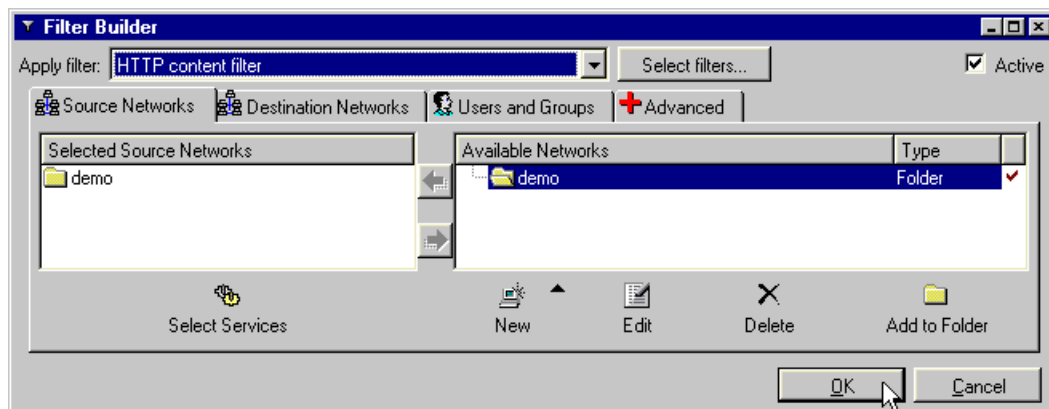 Filter Builder
Apply filter: HTTP content filter Select filters... Active
Source Networks Destination Networks Users and Groups Advanced
Selected Source Networks Available Networks Type
demo demo Folder
Select Services New Edit Delete Add to Folder
OK Cancel